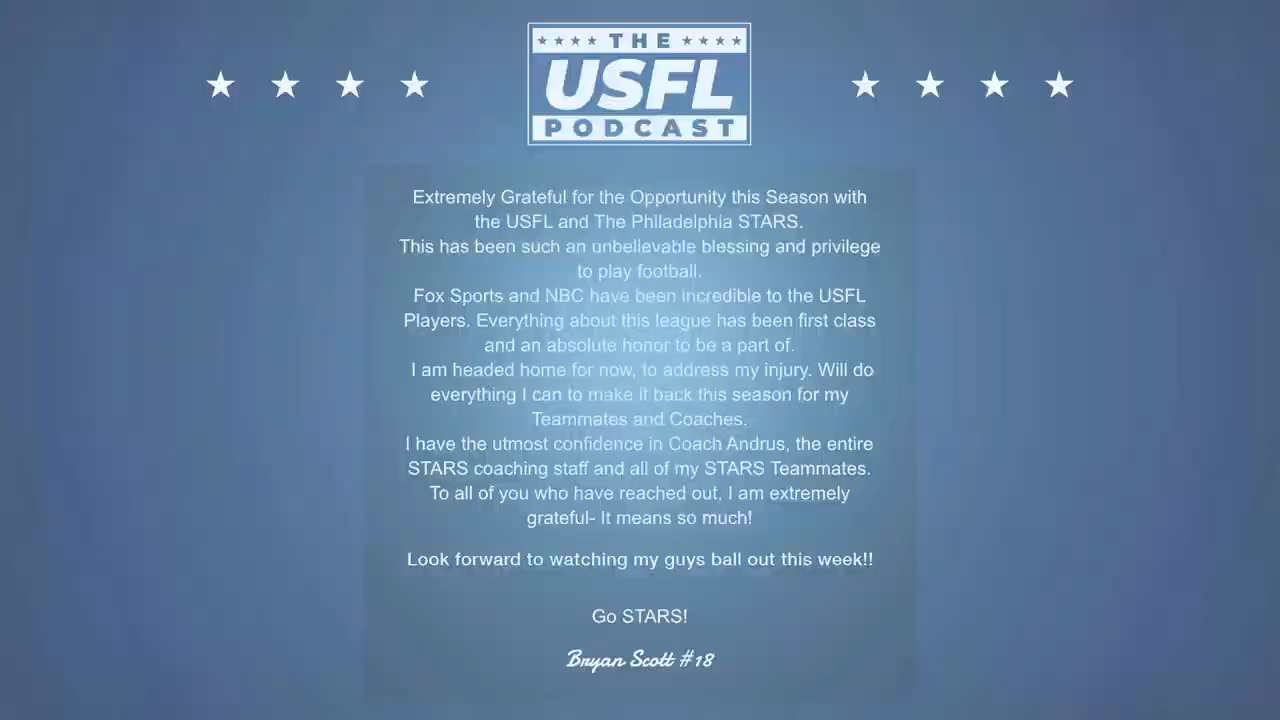 ★ ★ ★ ★ THE ★ ★ ★ ★
USFL
PODCAST
Extremely Grateful for the Opportunity this Season with
the USFL and The Philadelphia STARS.
This has been such an unbelievable blessing and privilege
to play football.
Fox Sports and NBC have been incredible to the USFL
Players. Everything about this league has been first class
and an absolute honor to be a part of.
I am headed home for now, to address my injury. Will do
everything I can to make it back this season for my
Teammates and Coaches.
I have the utmost confidence in Coach Andrus, the entire
STARS coaching staff and all of my STARS Teammates.
To all of you who have reached out, I am extremely
grateful- It means so much!
Look forward to watching my guys ball out this week!!
Go STARS!
Bryan Scott #18